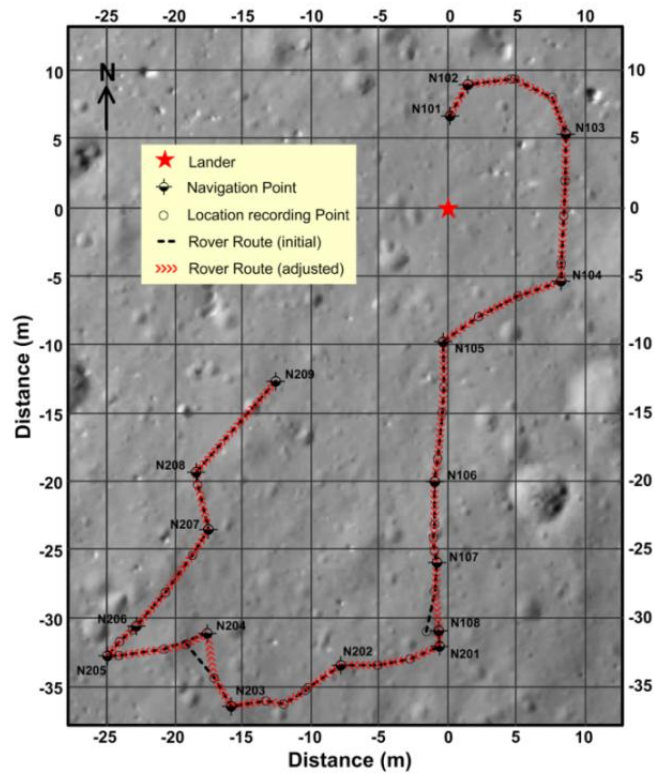 -25 -20 -15 -10 -5 0 5 10
10 10
5 5
0 0
-5 -5
-10 -10
-15 -15
-20 -20
-25 -25
-30 -30
-35 -35
-25 -20 -15 -10 -5 0 5 10
Distance (m)
Distance (m)
N
Lander
Navigation Point
Location recording Point
Rover Route (initial)
Rover Route (adjusted)
N101
N102
N103
N104
N105
N106
N107
N108
N201
N202
N203
N204
N205
N206
N207
N208
N209